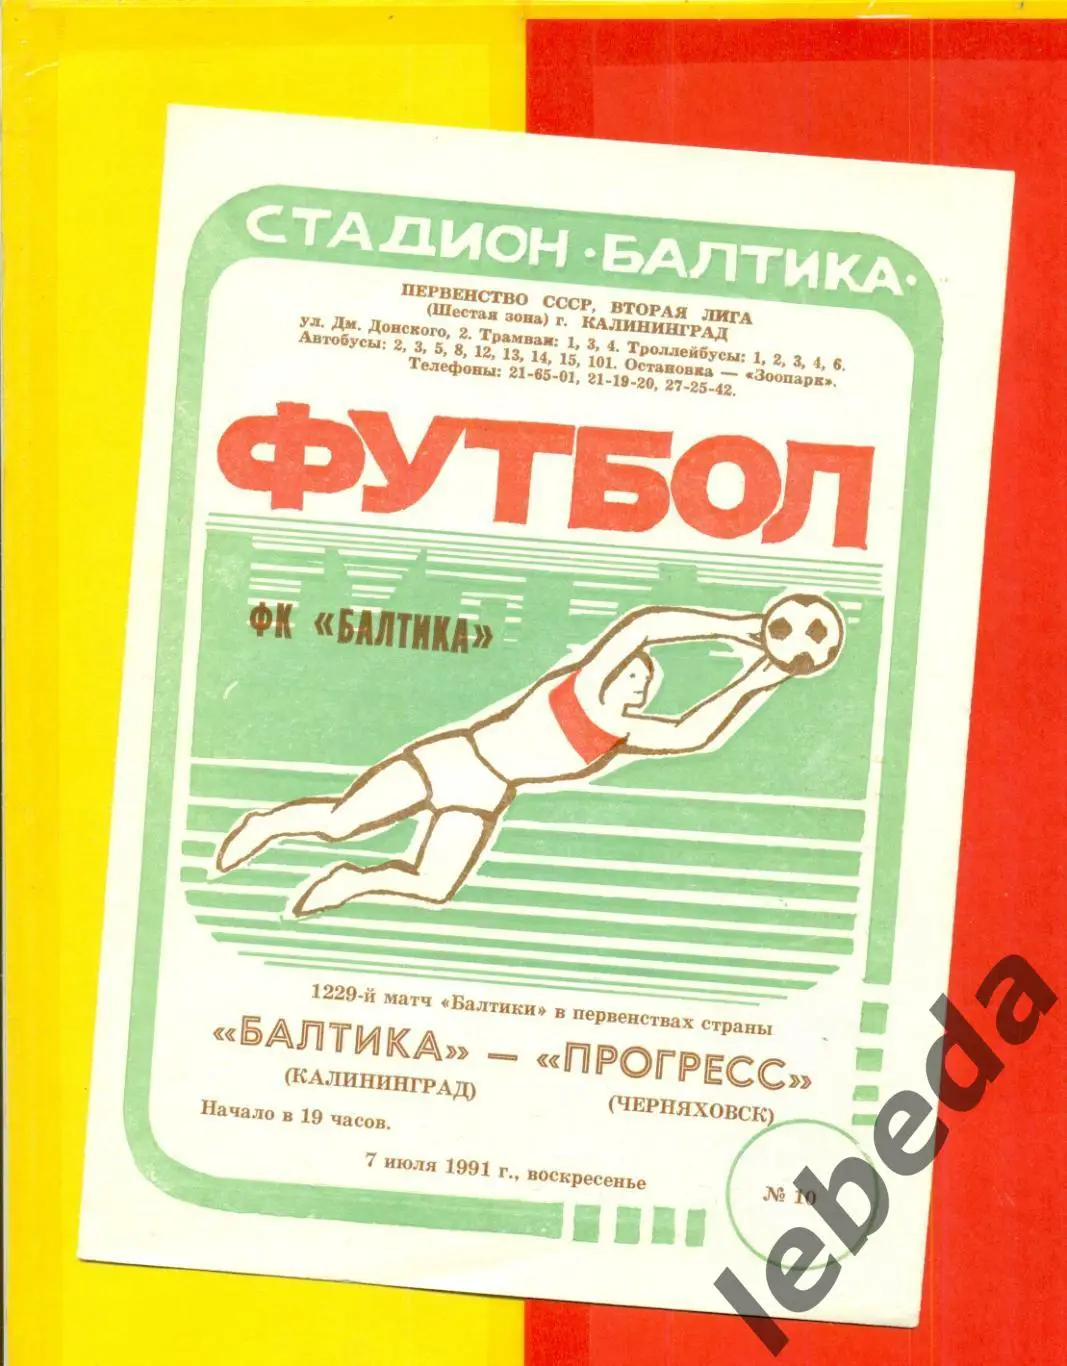 СТАДИОН ·БАЛТИКА·
ПЕРВЕНСТВО СССР, ВТОРАЯ ЛИГА
(Шестая зона) г. КАЛИНИНГРАД
ул. Дм. Донского, 2. Трамваи: 1, 3, 4. Троллейбусы: 1, 2, 3, 4, 6.
Автобусы: 2, 3, 5, 8, 12, 13, 14, 15, 101. Остановка — «Зоопарк».
Телефоны: 21-65-01, 21-19-20, 27-25-42.
ФУТБОЛ
ФК «БАЛТИКА»
1229-й матч «Балтики» в первенствах страны
«БАЛТИКА» — «ПРОГРЕСС»
(КАЛИНИНГРАД) (ЧЕРНЯХОВСК)
Начало в 19 часов.
7 июля 1991 г., воскресенье
№ 10
lebeda